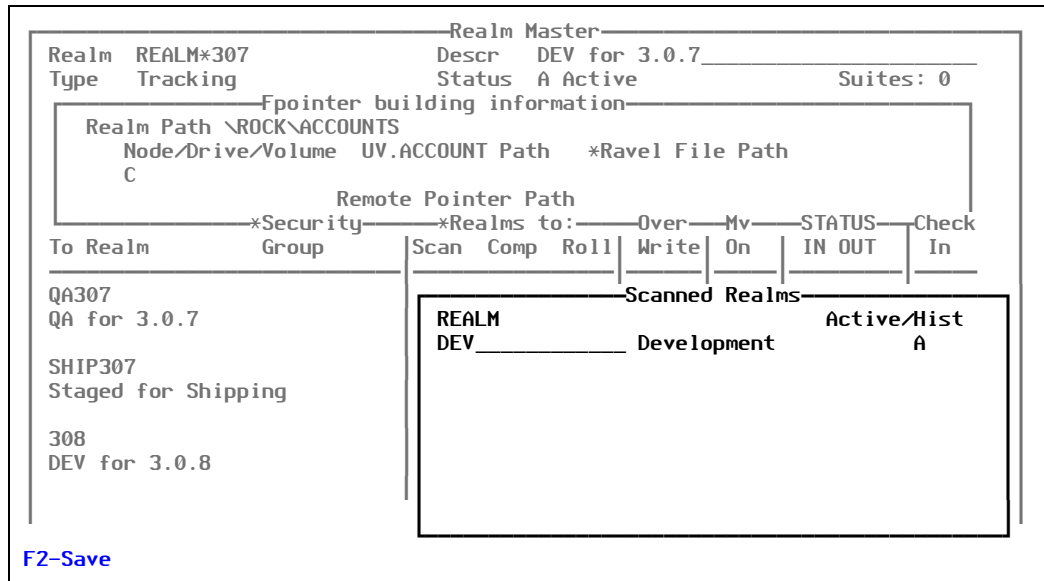 Realm Master
Realm REALM*307 Descr DEV for 3.0.7_______________________
Type Tracking Status A Active Suites: 0
Fpointer building information
Realm Path \ROCK\ACCOUNTS
Node/Drive/Volume UV.ACCOUNT Path *Ravel File Path
C
Remote Pointer Path
*Security *Realms to: Over Mv STATUS Check
To Realm Group Scan Comp Roll Write On IN OUT In
QA307 Scanned Realms
QA for 3.0.7 REALM Active/Hist
DEV____________ Development A
SHIP307
Staged for Shipping
308
DEV for 3.0.8
F2-Save